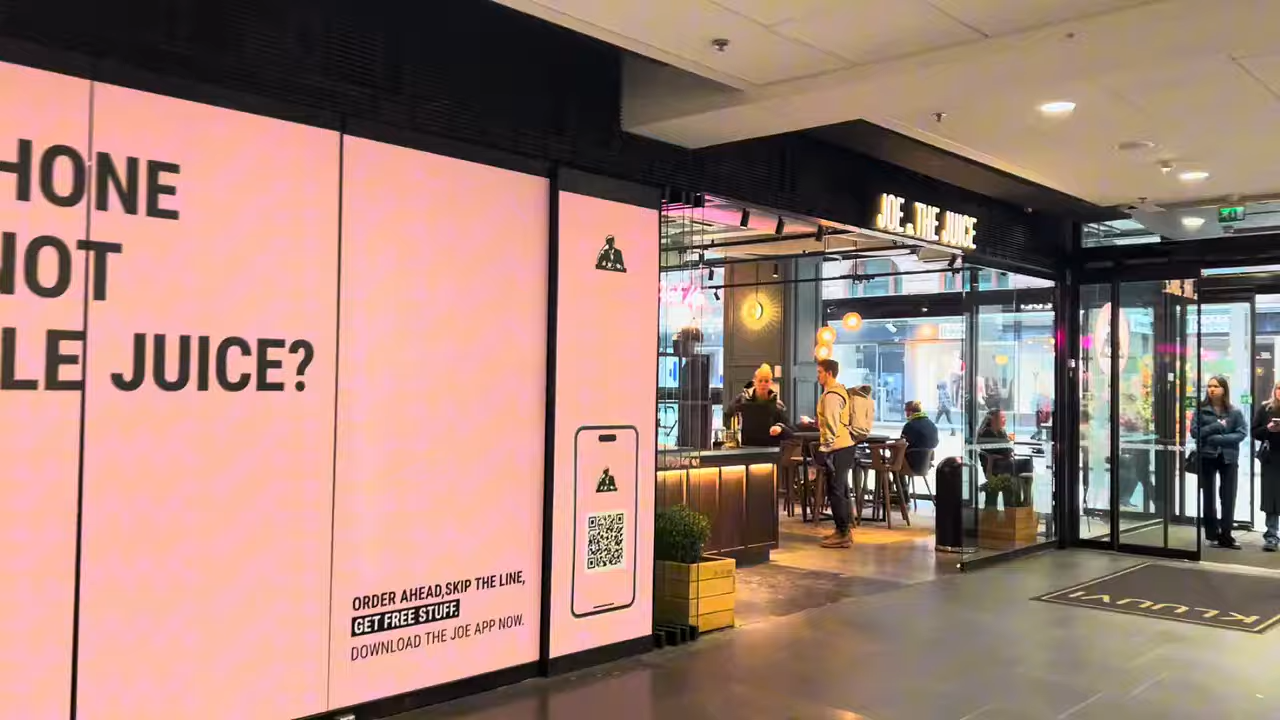 HONE
NOT
LE JUICE?
ORDER AHEAD,SKIP THE LINE,
GET FREE STUFF.
DOWNLOAD THE JOE APP NOW.
JOE & THE JUICE
KLUUVI